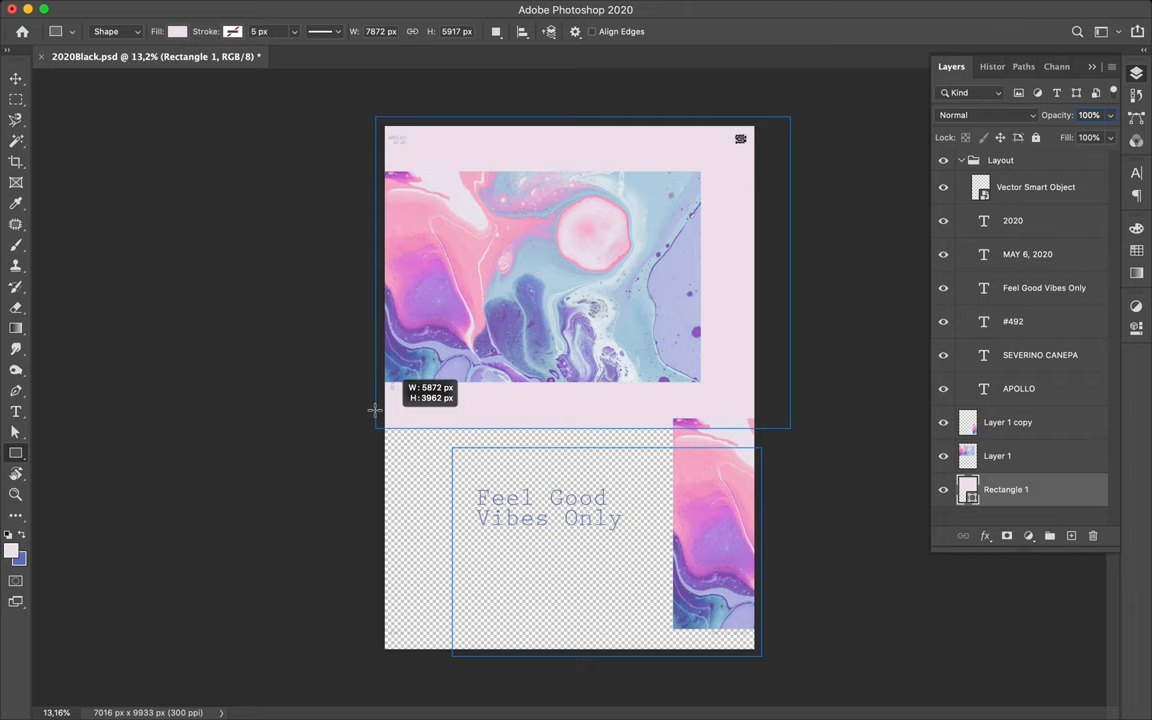 Adobe Photoshop 2020
Shape
Fill:
Stroke:
5 px
W: 7872 px
H: 5917 px
Align Edges
2020Black.psd @ 13,2% (Rectangle 1, RGB/8) *
Layers
Histor
Paths
Chann
Kind
Normal
Opacity: 100%
Lock:
Fill: 100%
Layout
Vector Smart Object
2020
MAY 6, 2020
Feel Good Vibes Only
#492
SEVERINO CANEPA
APOLLO
Layer 1 copy
Layer 1
Rectangle 1
APOLLO
20 20
W: 5872 px
H: 3962 px
Feel Good
Vibes Only
13,16%
7016 px x 9933 px (300 ppi)